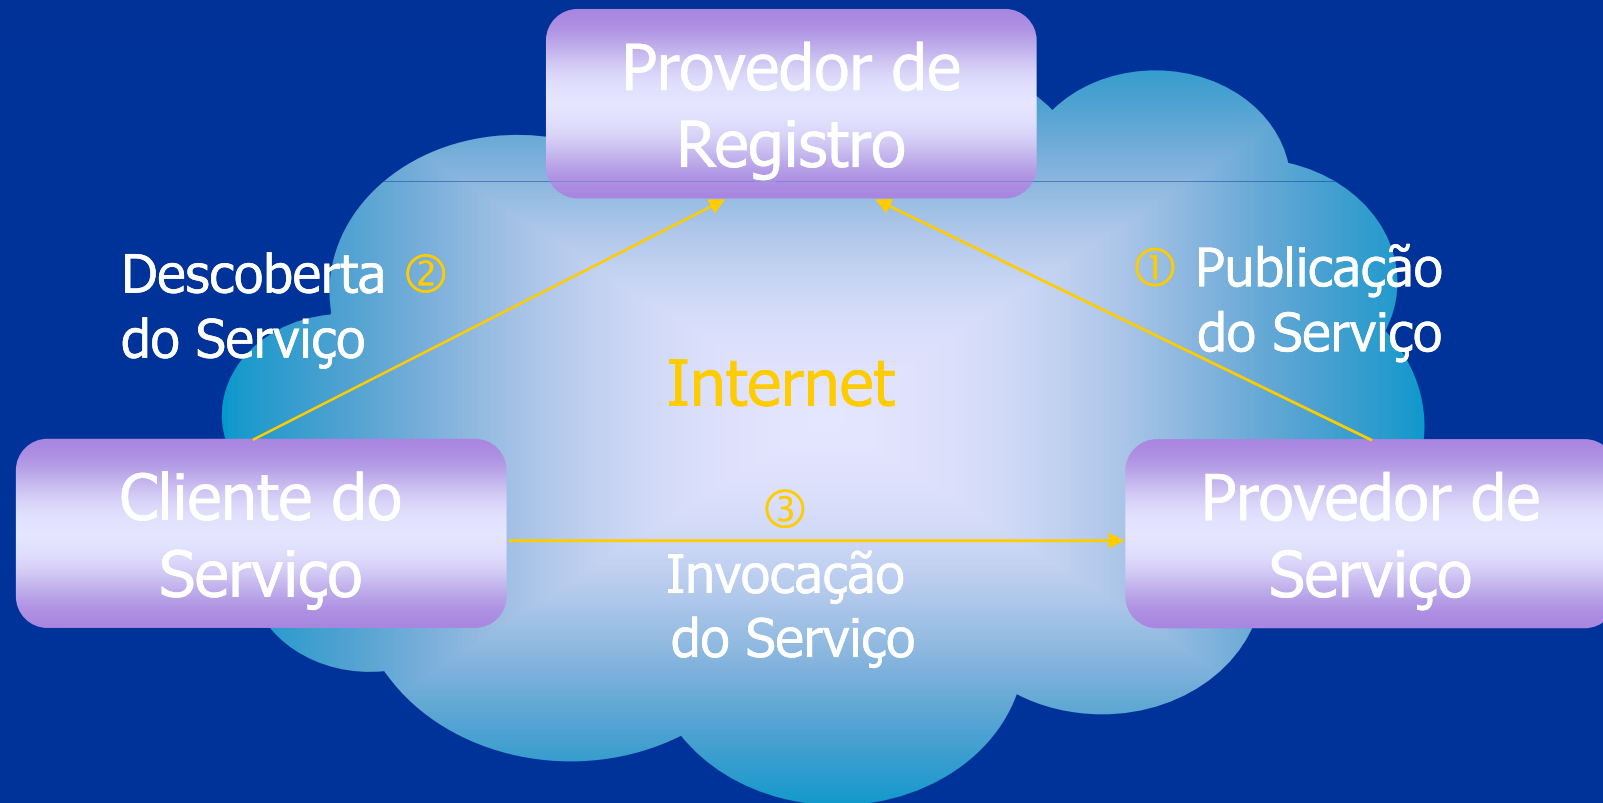 Provedor de
Registro
Descoberta ②
do Serviço
① Publicação
do Serviço
Internet
Cliente do
Serviço
③
Invocação
do Serviço
Provedor de
Serviço